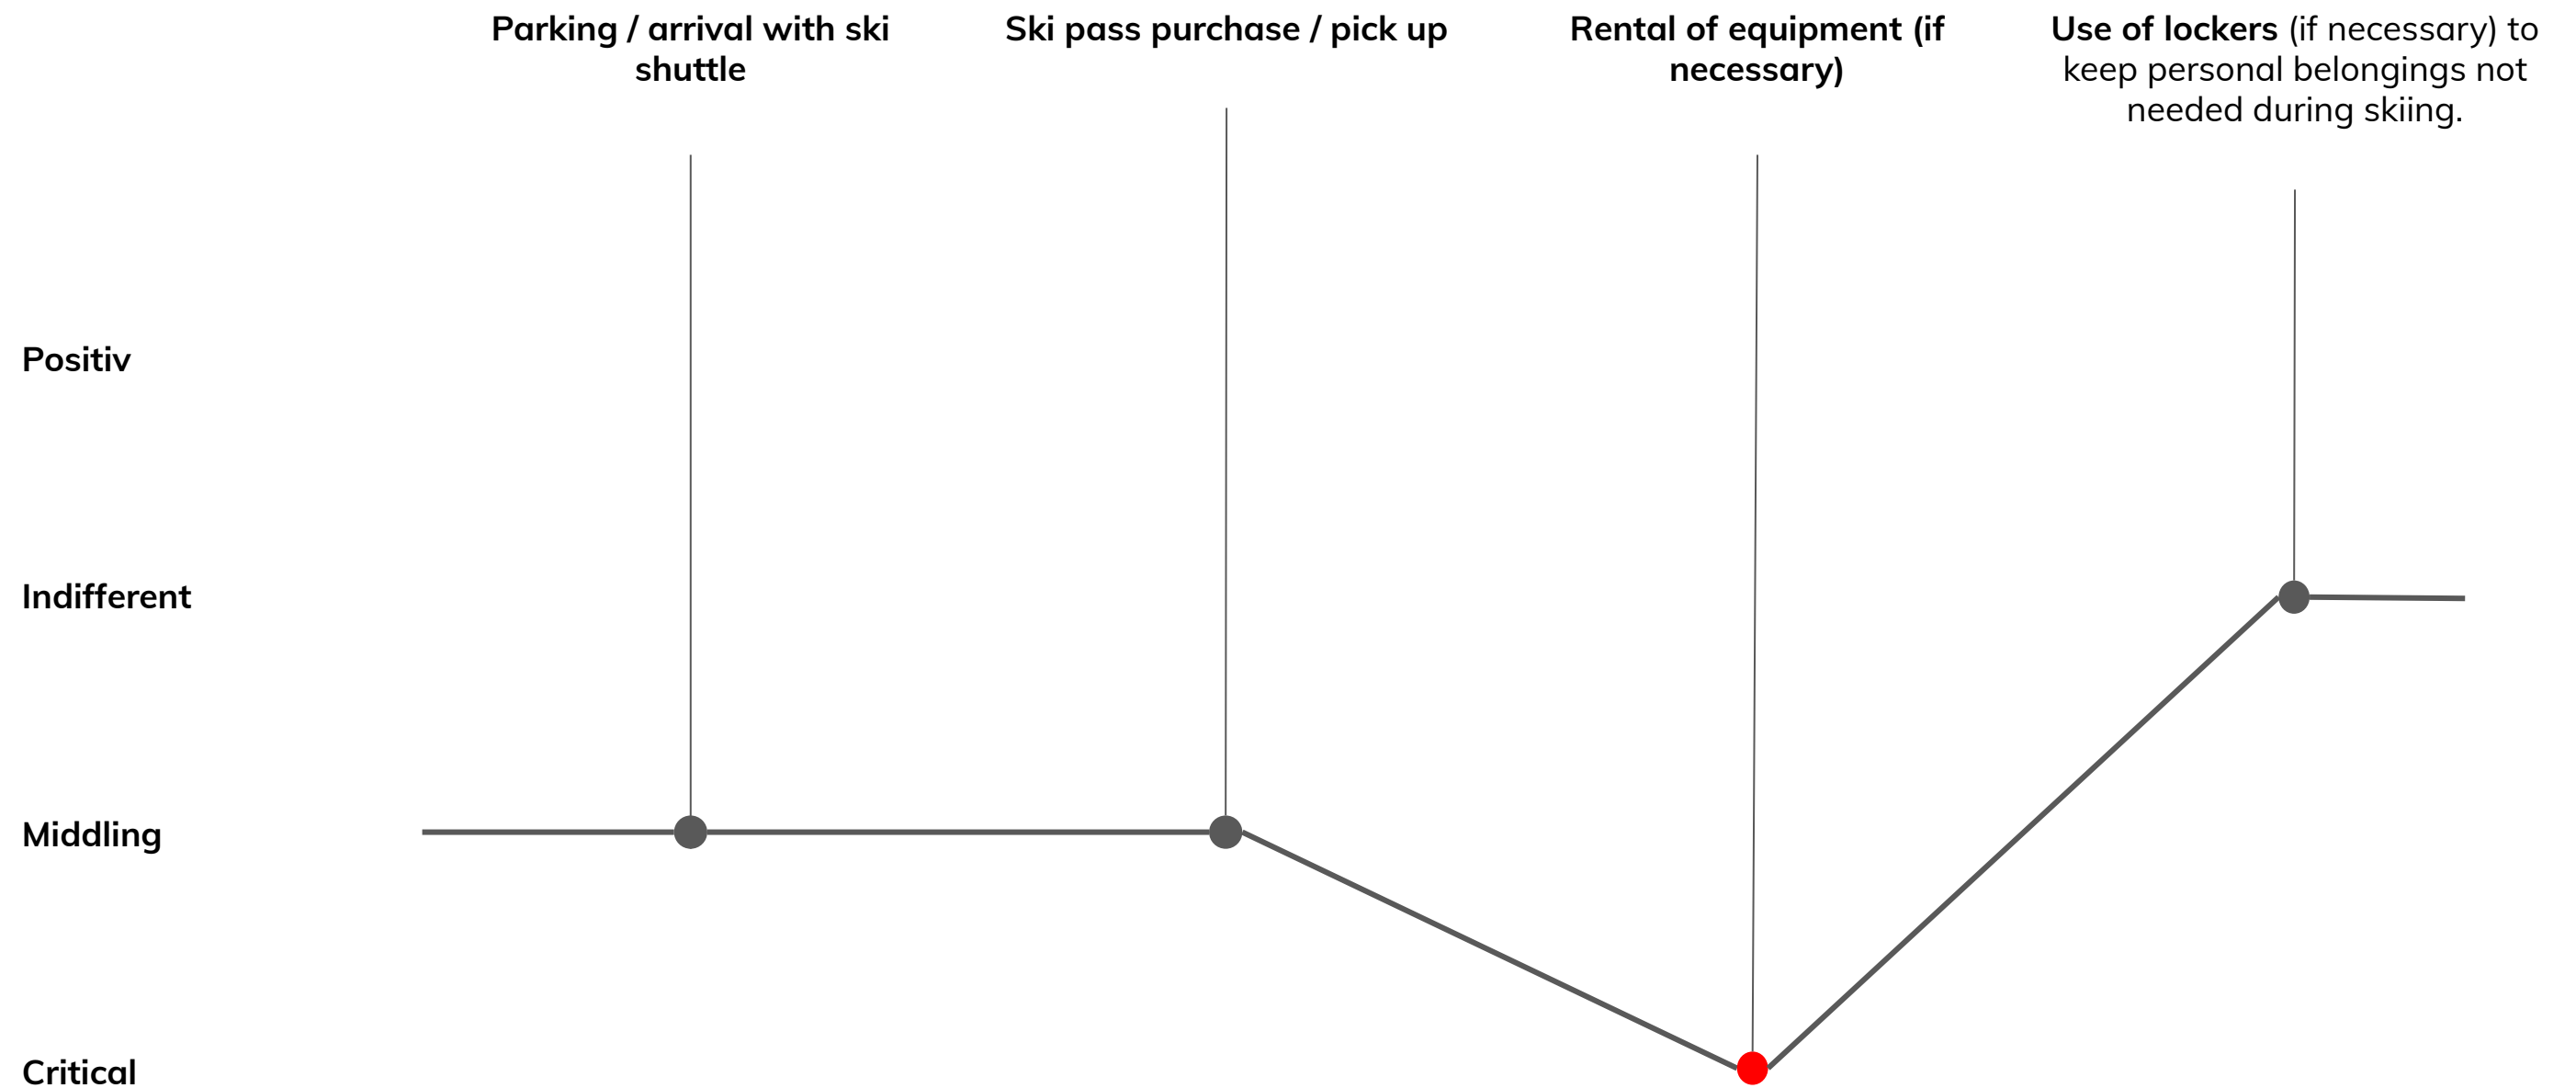 Parking / arrival with ski
shuttle
Ski pass purchase / pick up
Rental of equipment (if
necessary)
Use of lockers (if necessary) to
keep personal belongings not
needed during skiing.
Positiv
Indifferent
Middling
Critical